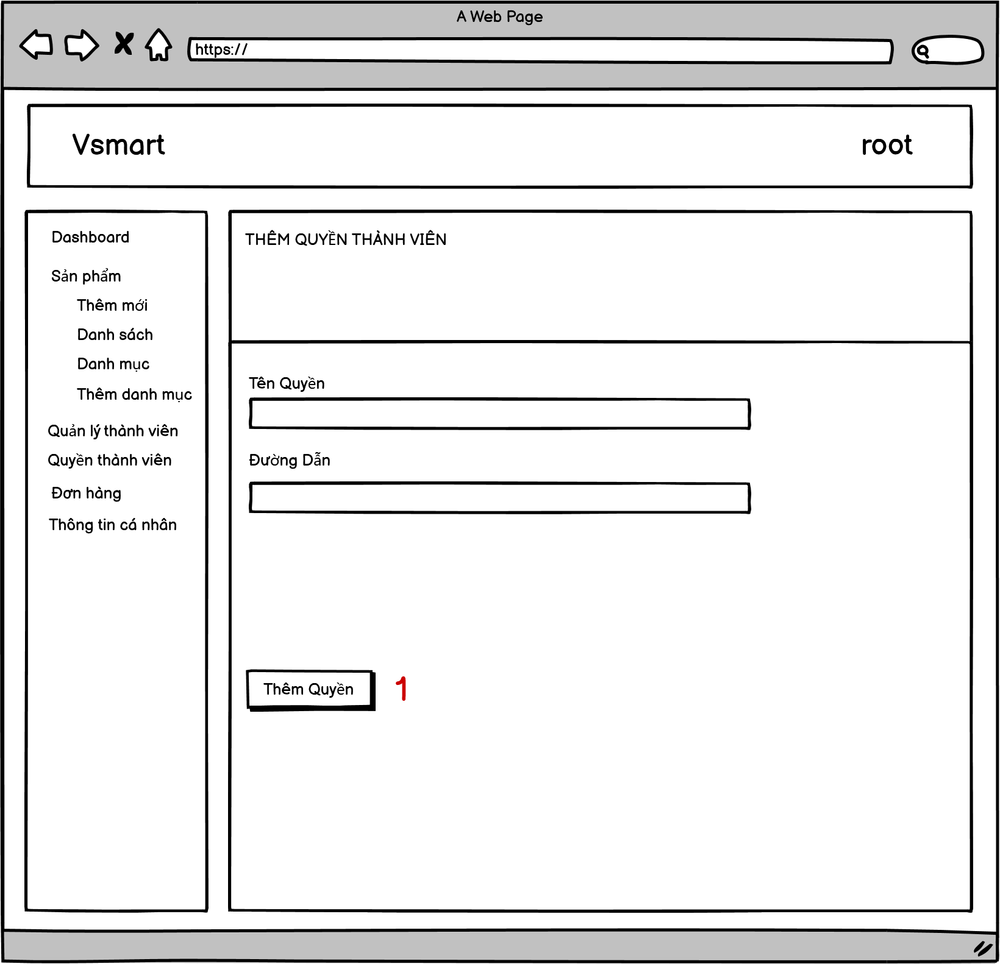 A Web Page
https://
Vsmart
root
Dashboard
Sản phẩm
Thêm mới
Danh sách
Danh mục
Thêm danh mục
Quản lý thành viên
Quyền thành viên
Đơn hàng
Thông tin cá nhân
THÊM QUYỀN THÀNH VIÊN
Tên Quyền
Đường Dẫn
Thêm Quyền
1